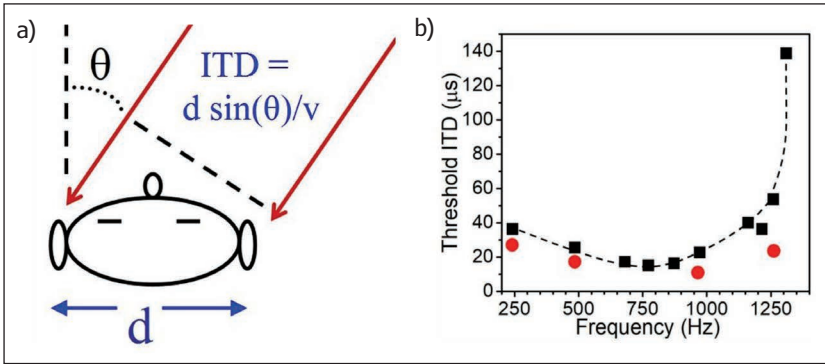 a)
θ
ITD =
d sin(θ)/v
d
b)
Threshold ITD (μs)
140
120
100
80
60
40
20
0
250 500 750 1000 1250
Frequency (Hz)